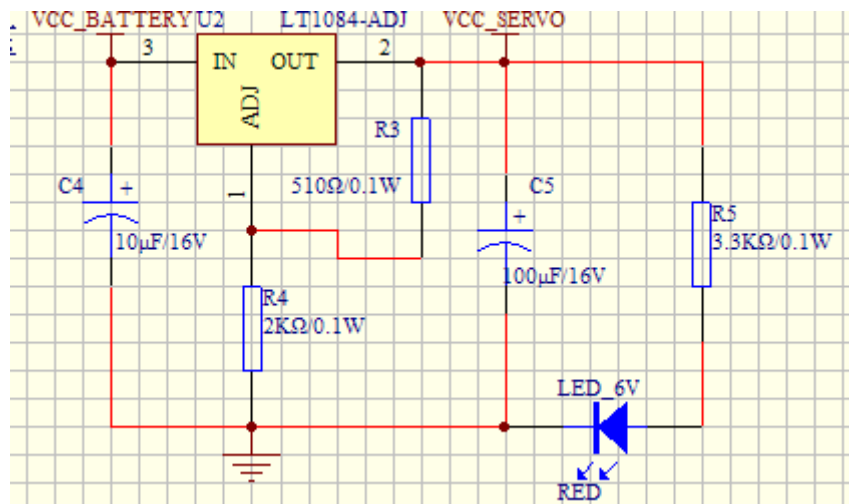 VCC_BATTERY
U2
LT1084-ADJ
VCC_SERVO
3
IN
OUT
2
ADJ
1
R3
510Ω/0.1W
C4
+
10µF/16V
C5
+
100µF/16V
R5
3.3KΩ/0.1W
R4
2KΩ/0.1W
LED_6V
RED